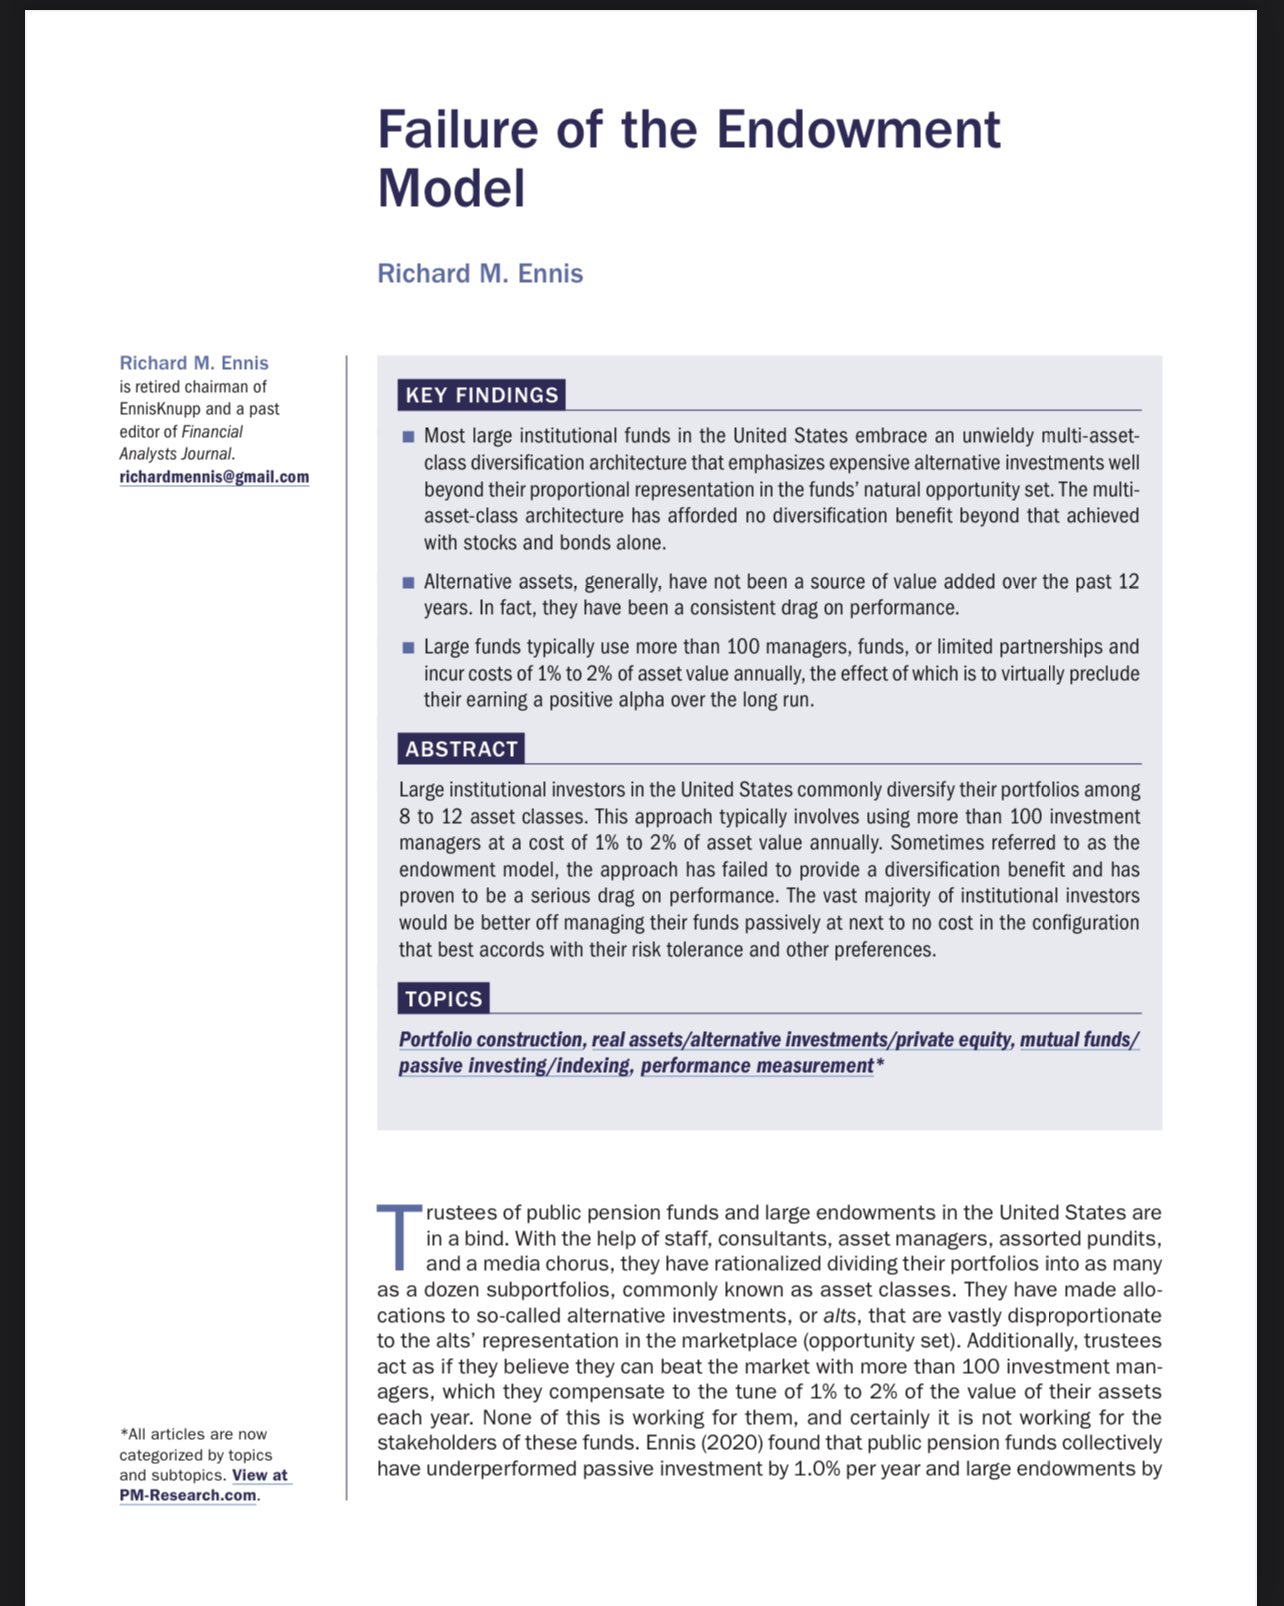 Failure of the Endowment
Model
Richard M. Ennis
Richard M. Ennis
is retired chairman of
EnnisKnupp and a past
editor of Financial
Analysts Journal.
richardmennis@gmail.com
KEY FINDINGS
■ Most large institutional funds in the United States embrace an unwieldy multi-asset-
class diversification architecture that emphasizes expensive alternative investments well
beyond their proportional representation in the funds’ natural opportunity set. The multi-
asset-class architecture has afforded no diversification benefit beyond that achieved
with stocks and bonds alone.
■ Alternative assets, generally, have not been a source of value added over the past 12
years. In fact, they have been a consistent drag on performance.
■ Large funds typically use more than 100 managers, funds, or limited partnerships and
incur costs of 1% to 2% of asset value annually, the effect of which is to virtually preclude
their earning a positive alpha over the long run.
ABSTRACT
Large institutional investors in the United States commonly diversify their portfolios among
8 to 12 asset classes. This approach typically involves using more than 100 investment
managers at a cost of 1% to 2% of asset value annually. Sometimes referred to as the
endowment model, the approach has failed to provide a diversification benefit and has
proven to be a serious drag on performance. The vast majority of institutional investors
would be better off managing their funds passively at next to no cost in the configuration
that best accords with their risk tolerance and other preferences.
TOPICS
Portfolio construction, real assets/alternative investments/private equity, mutual funds/
passive investing/indexing, performance measurement*
Trustees of public pension funds and large endowments in the United States are
in a bind. With the help of staff, consultants, asset managers, assorted pundits,
and a media chorus, they have rationalized dividing their portfolios into as many
as a dozen subportfolios, commonly known as asset classes. They have made allo-
cations to so-called alternative investments, or alts, that are vastly disproportionate
to the alts’ representation in the marketplace (opportunity set). Additionally, trustees
act as if they believe they can beat the market with more than 100 investment man-
agers, which they compensate to the tune of 1% to 2% of the value of their assets
each year. None of this is working for them, and certainly it is not working for the
stakeholders of these funds. Ennis (2020) found that public pension funds collectively
have underperformed passive investment by 1.0% per year and large endowments by
*All articles are now
categorized by topics
and subtopics. View at
PM-Research.com.